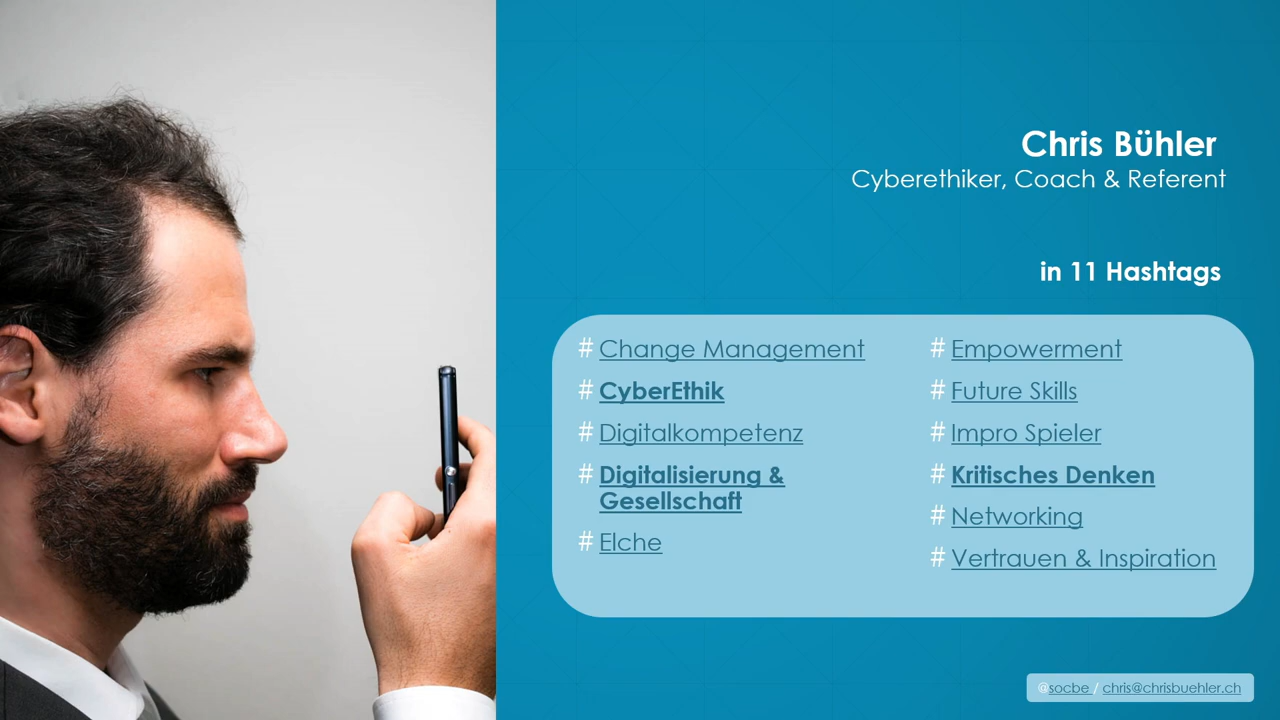 Chris Bühler
Cyberethiker, Coach & Referent
in 11 Hashtags
# Change Management
# CyberEthik
# Digitalkompetenz
# Digitalisierung &
Gesellschaft
# Elche
# Empowerment
# Future Skills
# Impro Spieler
# Kritisches Denken
# Networking
# Vertrauen & Inspiration
@socbe / chris@chrisbuehler.ch